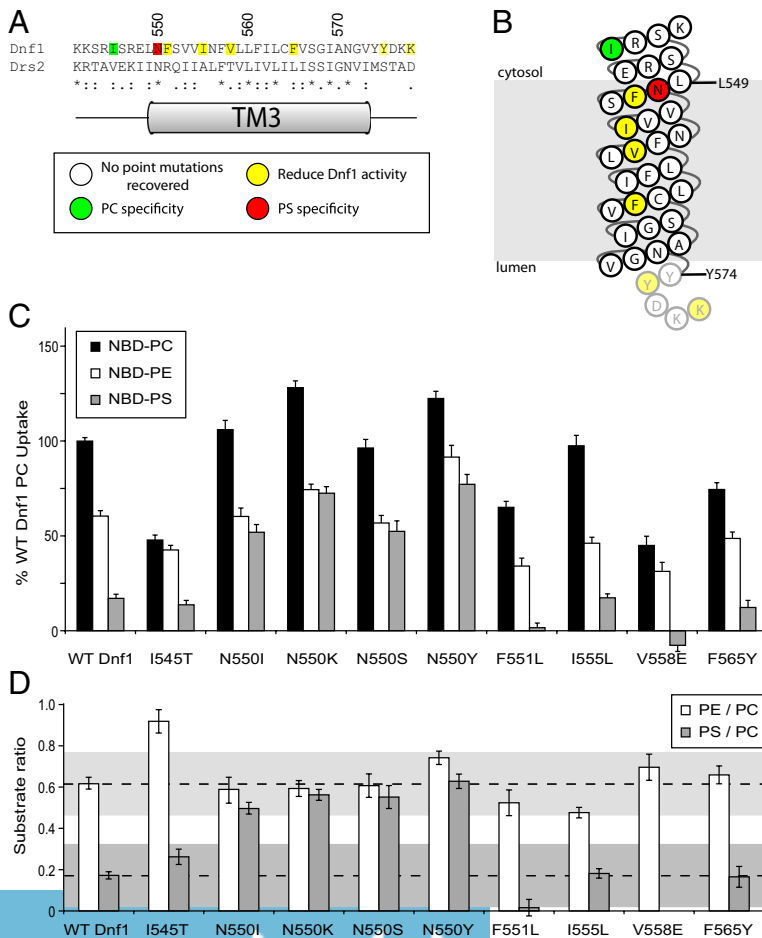 A
550 560 570
Dnf1 KKSRISRELNFSVVINFVLLFILCFVSGIANGVYYDKK
Drs2 KRTAVEKIINRQIIALFTVLIVLILISSIGNVIMSTAD
TM3
No point mutations recovered
Reduce Dnf1 activity
PC specificity
PS specificity
B
I R S K
E R S
cytosol
L
L549
S F N
I V V
L V F N
I F L
V F C L
I G S
lumen
V G N A
Y Y
Y574
D K K
C
150
100
50
0
% WT Dnf1 PC Uptake
NBD-PC
NBD-PE
NBD-PS
WT Dnf1 I545T N550I N550K N550S N550Y F551L I555L V558E F565Y
D
1.0
0.8
0.6
0.4
0.2
0
Substrate ratio
PE / PC
PS / PC
WT Dnf1 I545T N550I N550K N550S N550Y F551L I555L V558E F565Y